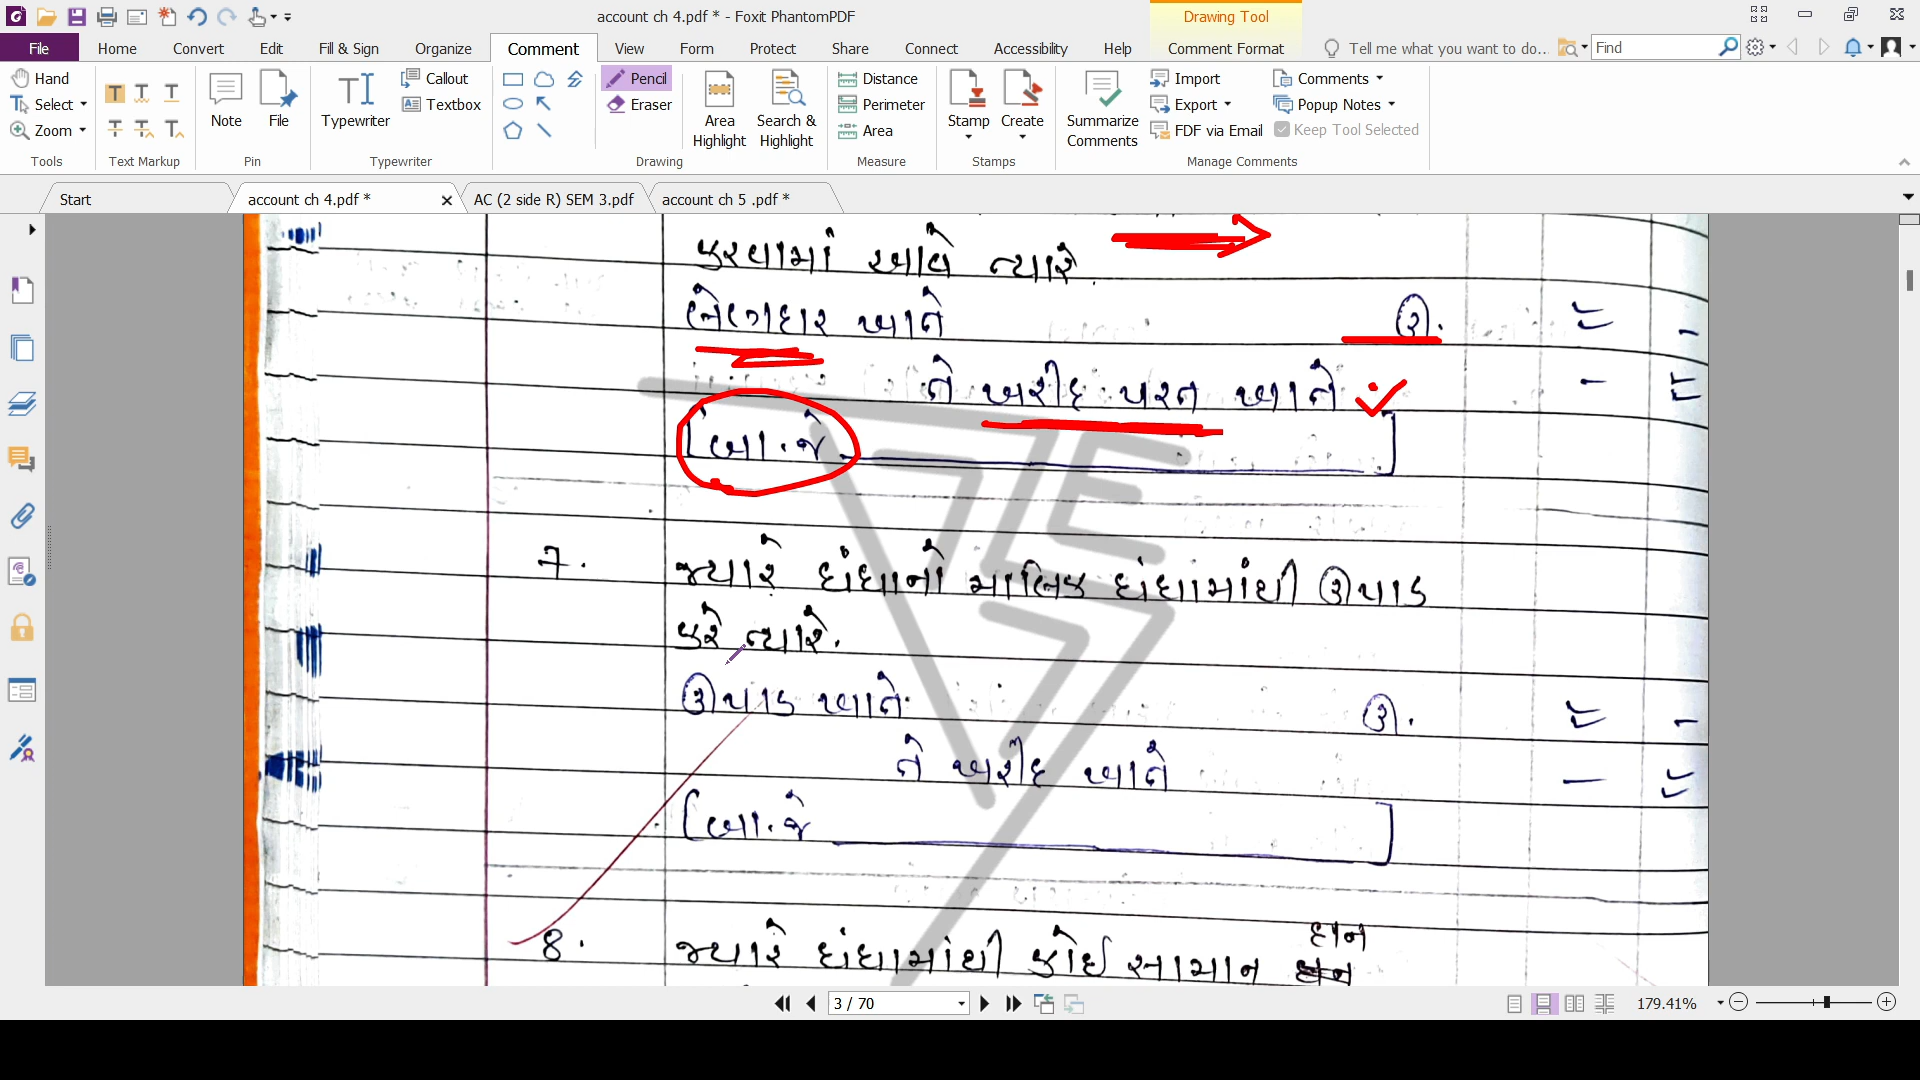 account ch 4.pdf * - Foxit PhantomPDF
Drawing Tool
File Home Convert Edit Fill & Sign Organize Comment View Form Protect Share Connect Accessibility Help Comment Format Tell me what you want to do... Find
Hand
Select
Zoom
Tools
Text Markup
Note
File
Pin
Typewriter
Callout
Textbox
Typewriter
Pencil
Eraser
Area Highlight
Search & Highlight
Drawing
Distance
Perimeter
Area
Measure
Stamp
Create
Stamps
Summarize Comments
Import
Export
FDF via Email
Comments
Popup Notes
Keep Tool Selected
Manage Comments
Start
account ch 4.pdf *
AC (2 side R) SEM 3.pdf
account ch 5 .pdf *
કરવામાં આવે ત્યારે
લેણદાર ખાતે ઉ.
તે ખરીદ પરત ખાતે
[બા.જે ]
7. જ્યારે ધંધાનો માલિક ધંધામાંથી ઉપાડ
કરે ત્યારે.
ઉપાડ ખાતે ઉ.
તે ખરીદ ખાતે
[બા.જે ]
દાન
8. જ્યારે ધંધામાંથી કોઈ સામાન
3 / 70
179.41%